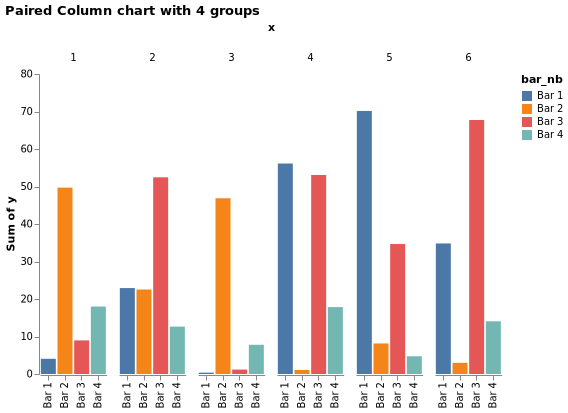 Paired Column chart with 4 groups
x
1 2 3 4 5 6
80
70
60
50
40
30
20
10
0
Sum of y
Bar 1 Bar 2 Bar 3 Bar 4 Bar 1 Bar 2 Bar 3 Bar 4 Bar 1 Bar 2 Bar 3 Bar 4 Bar 1 Bar 2 Bar 3 Bar 4 Bar 1 Bar 2 Bar 3 Bar 4 Bar 1 Bar 2 Bar 3 Bar 4
bar_nb
Bar 1
Bar 2
Bar 3
Bar 4